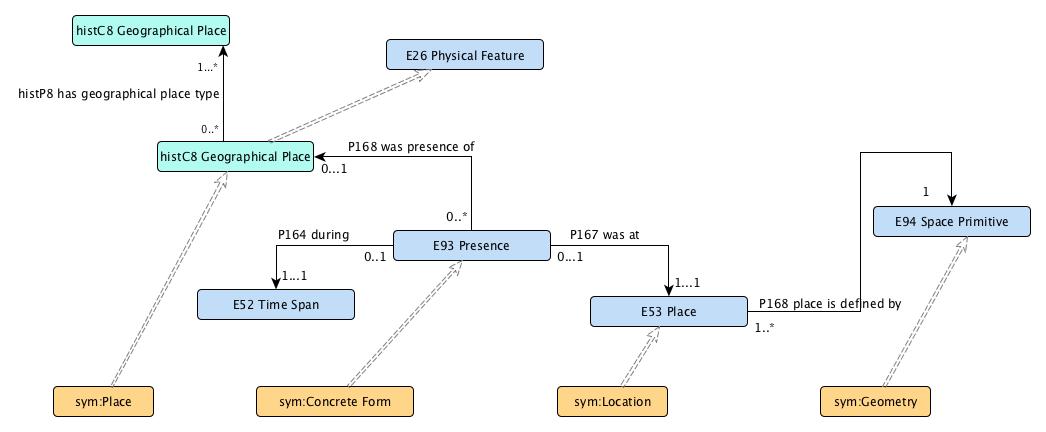 histC8 Geographical Place
E26 Physical Feature
1...*
histP8 has geographical place type
0..*
histC8 Geographical Place
P168 was presence of
0...1
1
0..*
E94 Space Primitive
P164 during
E93 Presence
P167 was at
0..1
0...1
1...1
1...1
E52 Time Span
E53 Place
P168 place is defined by
1..*
sym:Place
sym:Concrete Form
sym:Location
sym:Geometry